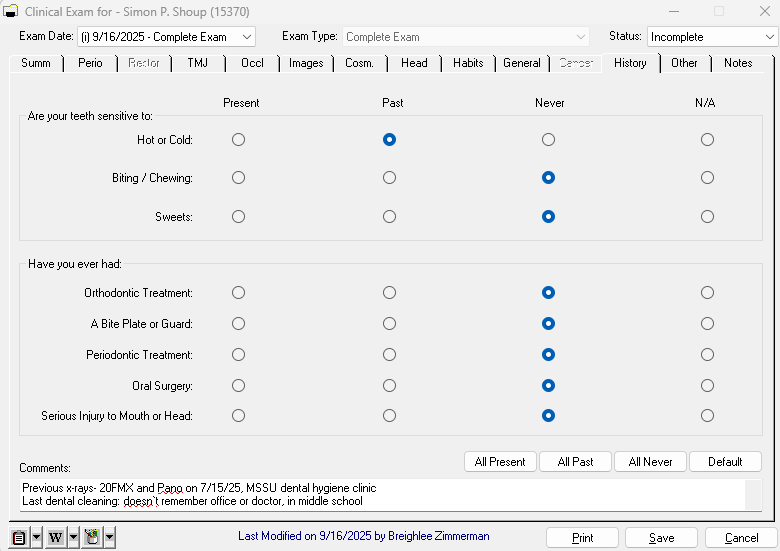 Clinical Exam for - Simon P. Shoup (15370)
Exam Date: (i) 9/16/2025 - Complete Exam Exam Type: Complete Exam Status: Incomplete
Summ Perio Restor TMJ Occl Images Cosm. Head Habits General Cancer History Other Notes
Present Past Never N/A
Are your teeth sensitive to:
Hot or Cold:
Biting / Chewing:
Sweets:
Have you ever had:
Orthodontic Treatment:
A Bite Plate or Guard:
Periodontic Treatment:
Oral Surgery:
Serious Injury to Mouth or Head:
All Present All Past All Never Default
Comments:
Previous x-rays- 20FMX and Pano on 7/15/25, MSSU dental hygiene clinic
Last dental cleaning: doesn`t remember office or doctor, in middle school
W Last Modified on 9/16/2025 by Breighlee Zimmerman Print Save Cancel